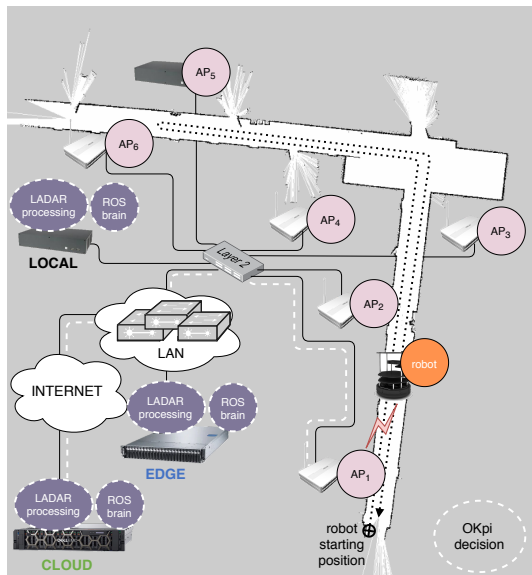 AP5
AP6
LADAR
processing
ROS
brain
AP4
AP3
LOCAL
Layer 2
AP2
LAN
robot
INTERNET
LADAR
processing
ROS
brain
EDGE
AP1
LADAR
processing
ROS
brain
CLOUD
robot
starting
position
OKpi
decision